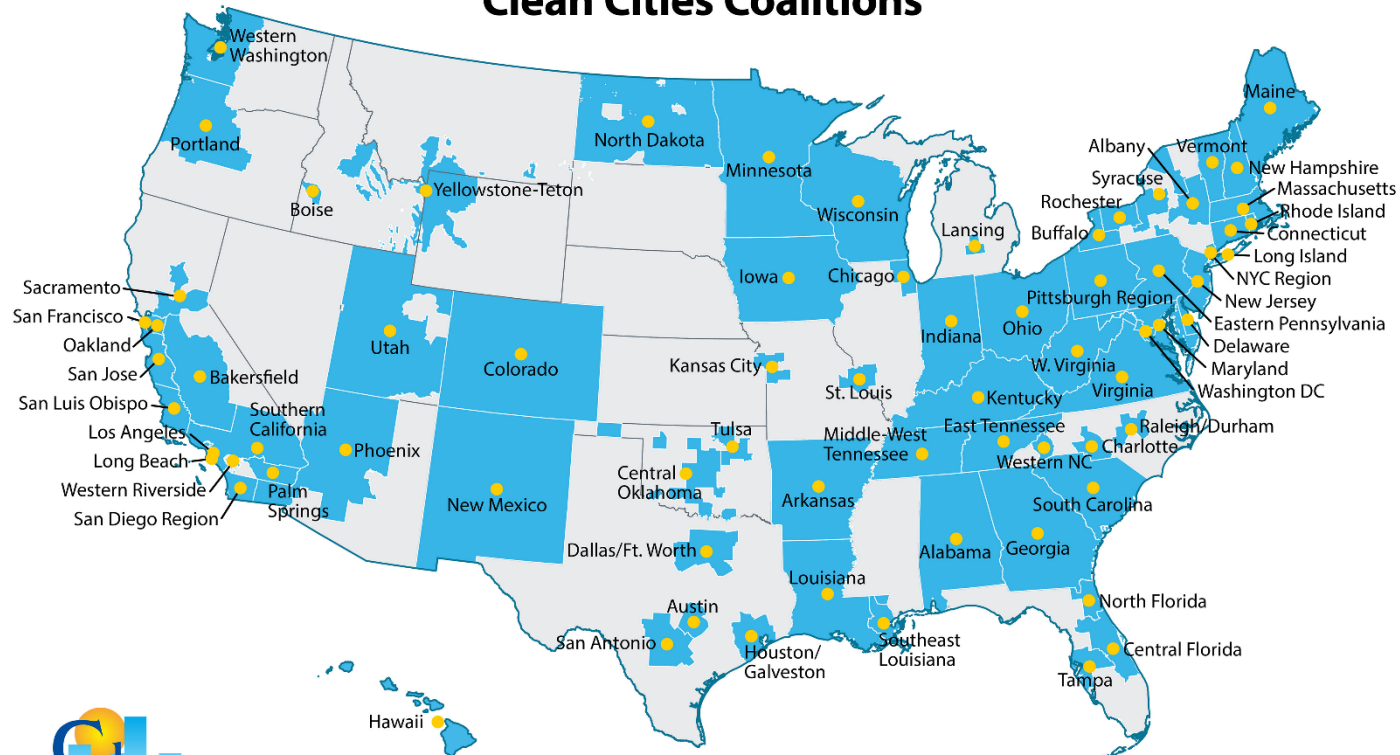 Clean Cities Coalitions
Western
Washington
Portland
Boise
Yellowstone-Teton
North Dakota
Minnesota
Wisconsin
Lansing
Iowa
Chicago
Maine
Albany
Vermont
New Hampshire
Syracuse
Massachusetts
Rochester
Rhode Island
Buffalo
Connecticut
Long Island
NYC Region
New Jersey
Pittsburgh Region
Eastern Pennsylvania
Delaware
Maryland
Washington DC
Sacramento
San Francisco
Oakland
San Jose
Bakersfield
San Luis Obispo
Southern
California
Los Angeles
Long Beach
Western Riverside
Palm
Springs
San Diego Region
Utah
Colorado
Phoenix
New Mexico
Kansas City
St. Louis
Indiana
Ohio
W. Virginia
Virginia
Kentucky
East Tennessee
Raleigh/Durham
Middle-West
Tennessee
Western NC
Charlotte
Tulsa
Central
Oklahoma
Arkansas
South Carolina
Dallas/Ft. Worth
Alabama
Georgia
Louisiana
Austin
San Antonio
Houston/
Galveston
Southeast
Louisiana
North Florida
Central Florida
Tampa
Hawaii